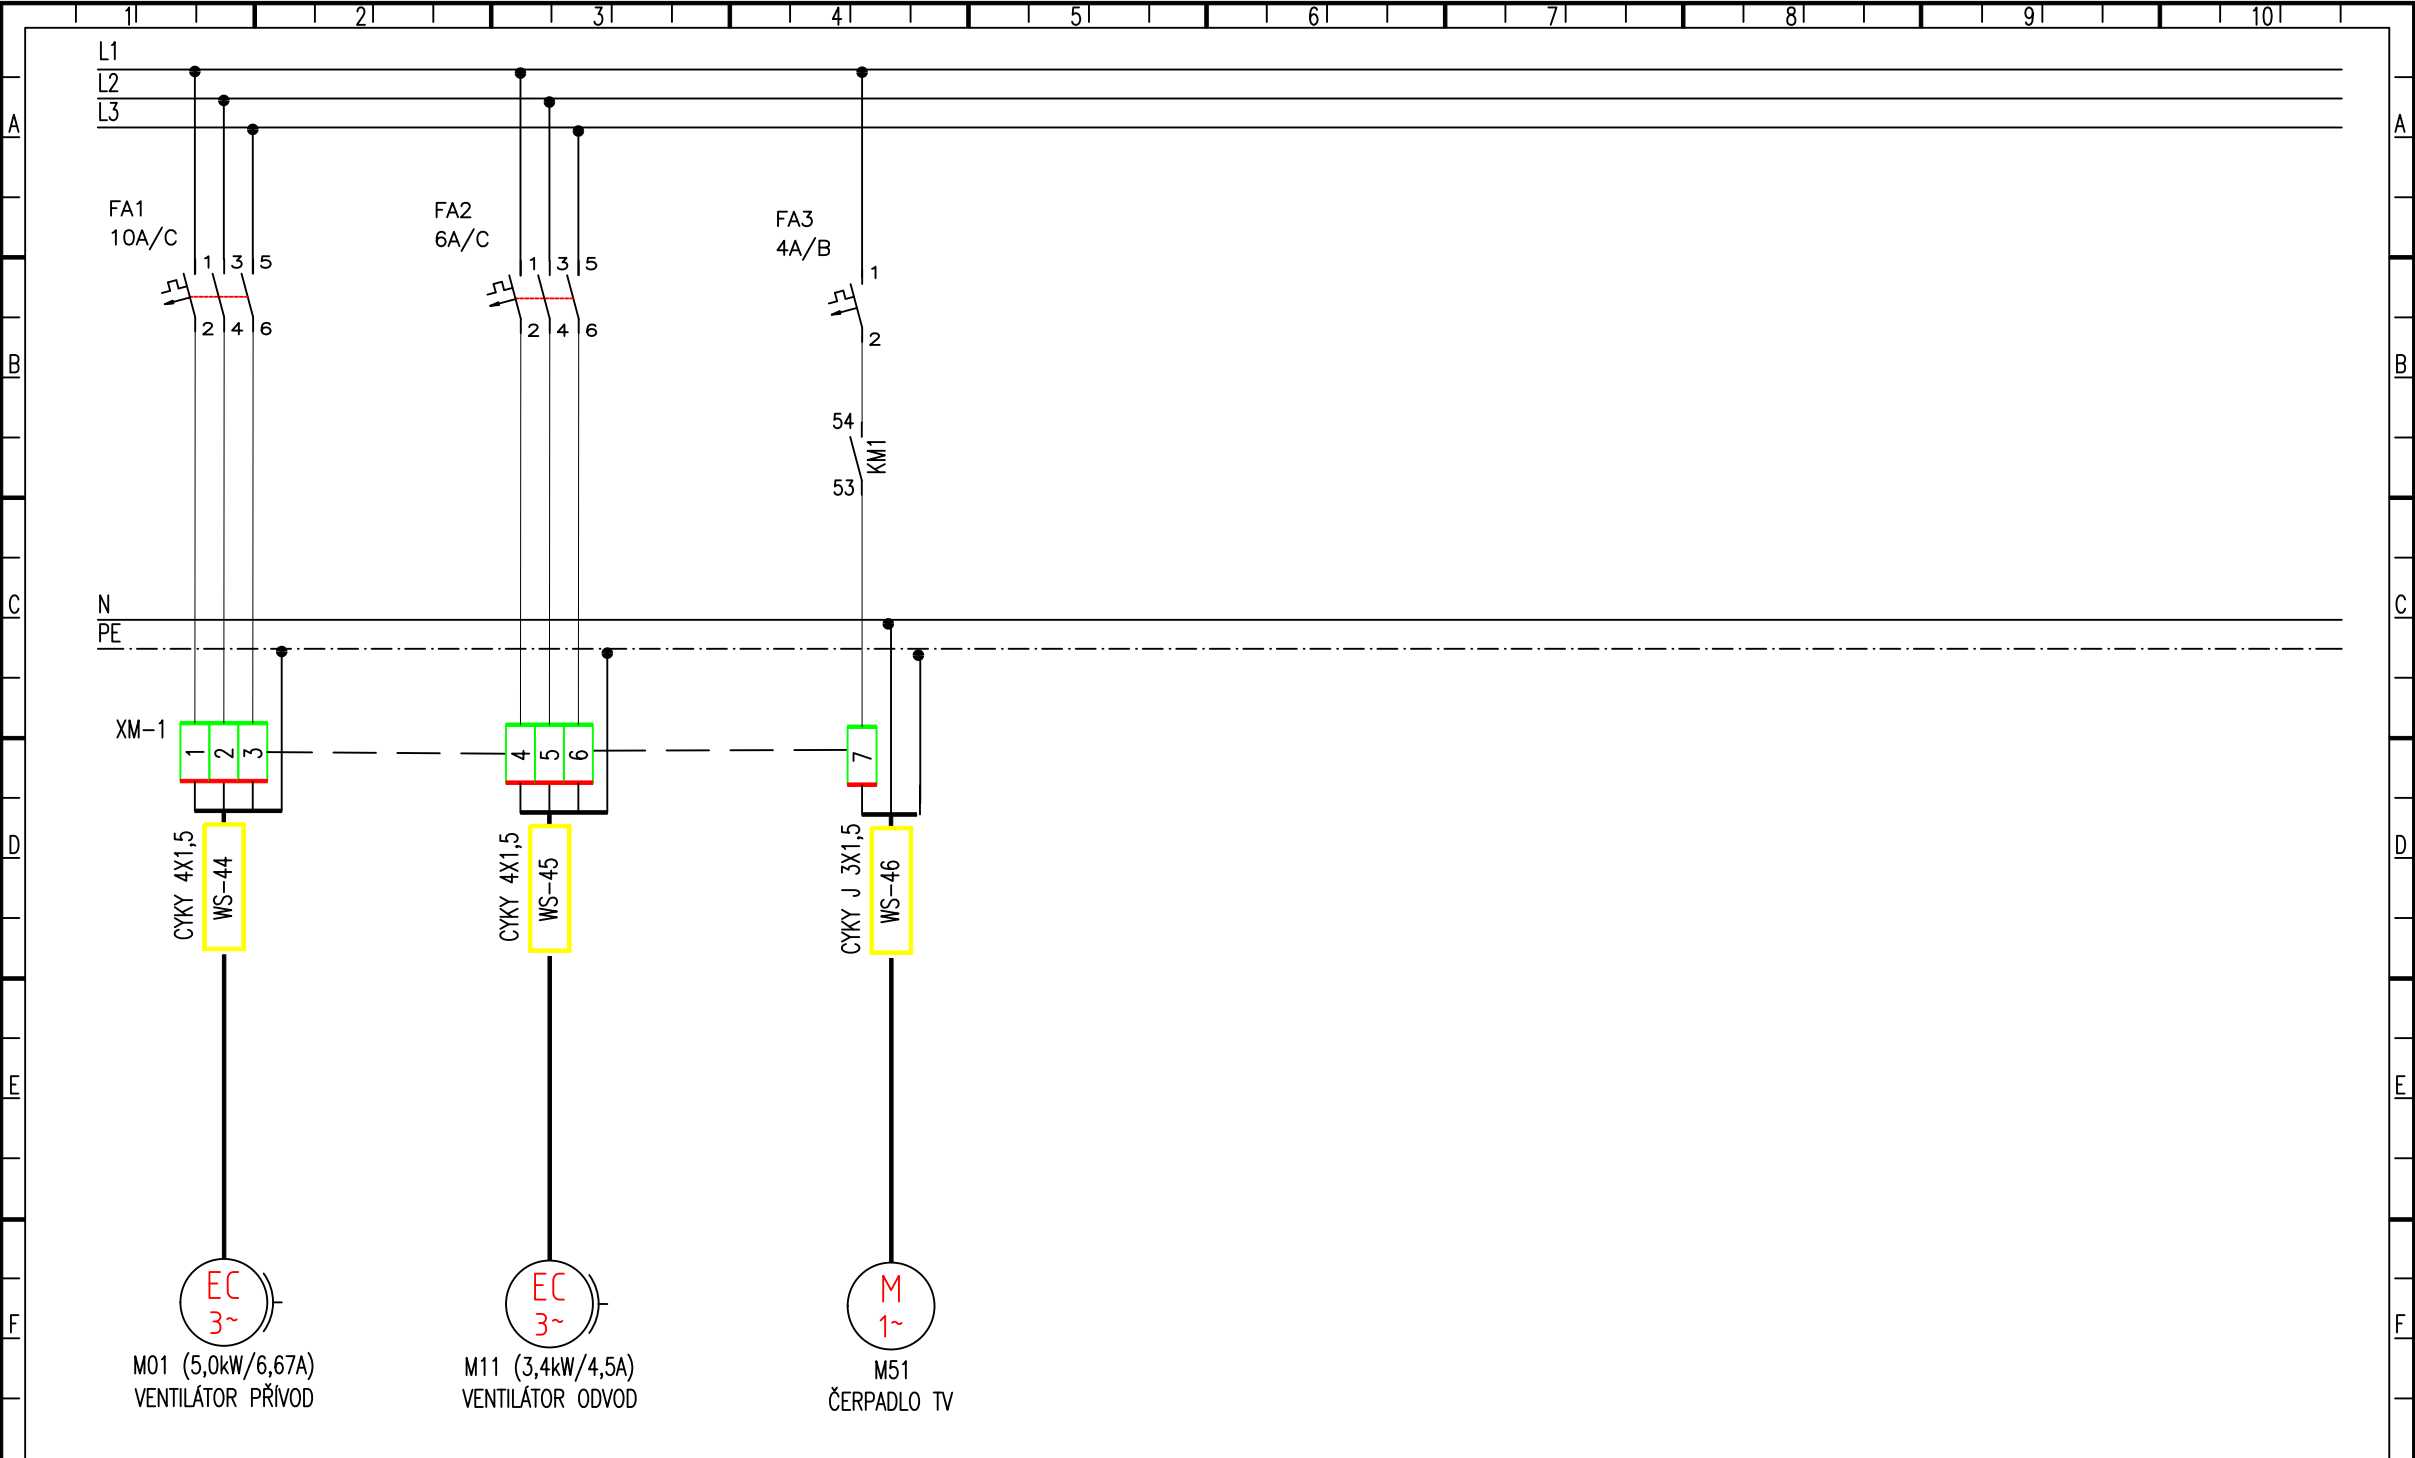 1 2 3 4 5 6 7 8 9 10
L1
L2
L3
A A
FA1
10A/C
1 3 5
2 4 6
FA2
6A/C
1 3 5
2 4 6
FA3
4A/B
1
2
B B
54
KM1
53
C C
N
PE
XM-1
1 2 3 4 5 6 7
D D
CYKY 4X1,5
WS-44
CYKY 4X1,5
WS-45
CYKY J 3X1,5
WS-46
E E
F F
EC
3~
M01 (5,0kW/6,67A)
VENTILÁTOR PŘÍVOD
EC
3~
M11 (3,4kW/4,5A)
VENTILÁTOR ODVOD
M
1~
M51
ČERPADLO TV